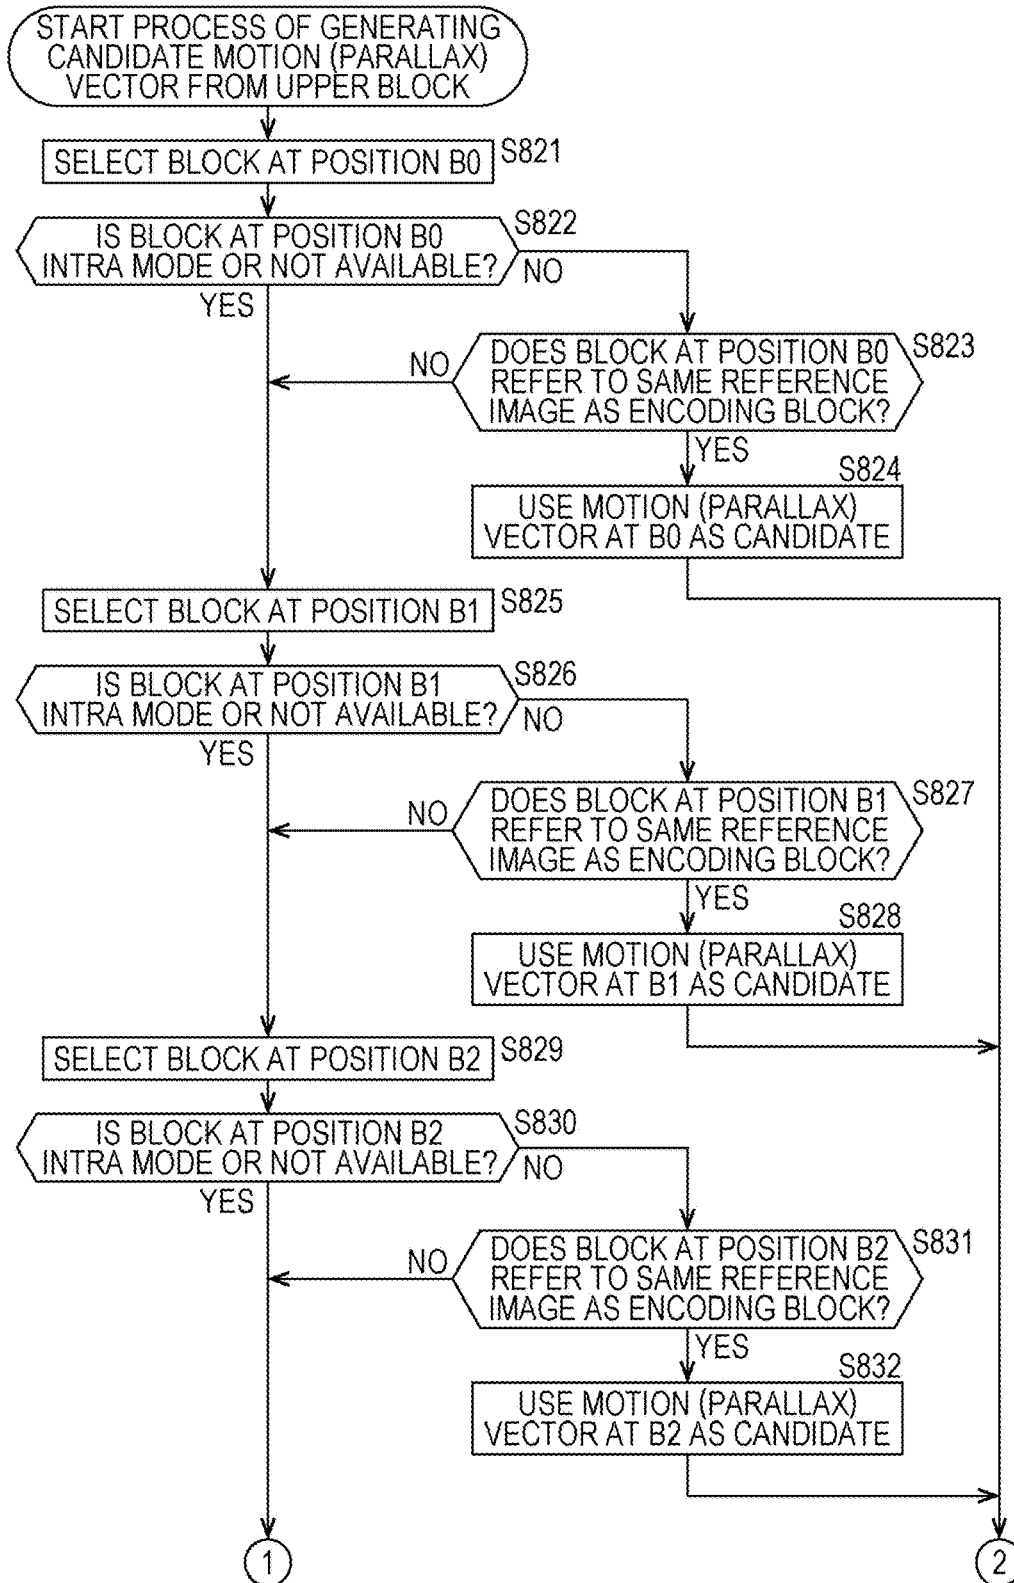 START PROCESS OF GENERATING
CANDIDATE MOTION (PARALLAX)
VECTOR FROM UPPER BLOCK
SELECT BLOCK AT POSITION B0
S821
IS BLOCK AT POSITION B0
INTRA MODE OR NOT AVAILABLE?
S822
NO
YES
DOES BLOCK AT POSITION B0
REFER TO SAME REFERENCE
IMAGE AS ENCODING BLOCK?
S823
NO
YES
S824
USE MOTION (PARALLAX)
VECTOR AT B0 AS CANDIDATE
SELECT BLOCK AT POSITION B1
S825
IS BLOCK AT POSITION B1
INTRA MODE OR NOT AVAILABLE?
S826
NO
YES
DOES BLOCK AT POSITION B1
REFER TO SAME REFERENCE
IMAGE AS ENCODING BLOCK?
S827
NO
YES
S828
USE MOTION (PARALLAX)
VECTOR AT B1 AS CANDIDATE
SELECT BLOCK AT POSITION B2
S829
IS BLOCK AT POSITION B2
INTRA MODE OR NOT AVAILABLE?
S830
NO
YES
DOES BLOCK AT POSITION B2
REFER TO SAME REFERENCE
IMAGE AS ENCODING BLOCK?
S831
NO
YES
S832
USE MOTION (PARALLAX)
VECTOR AT B2 AS CANDIDATE
1
2